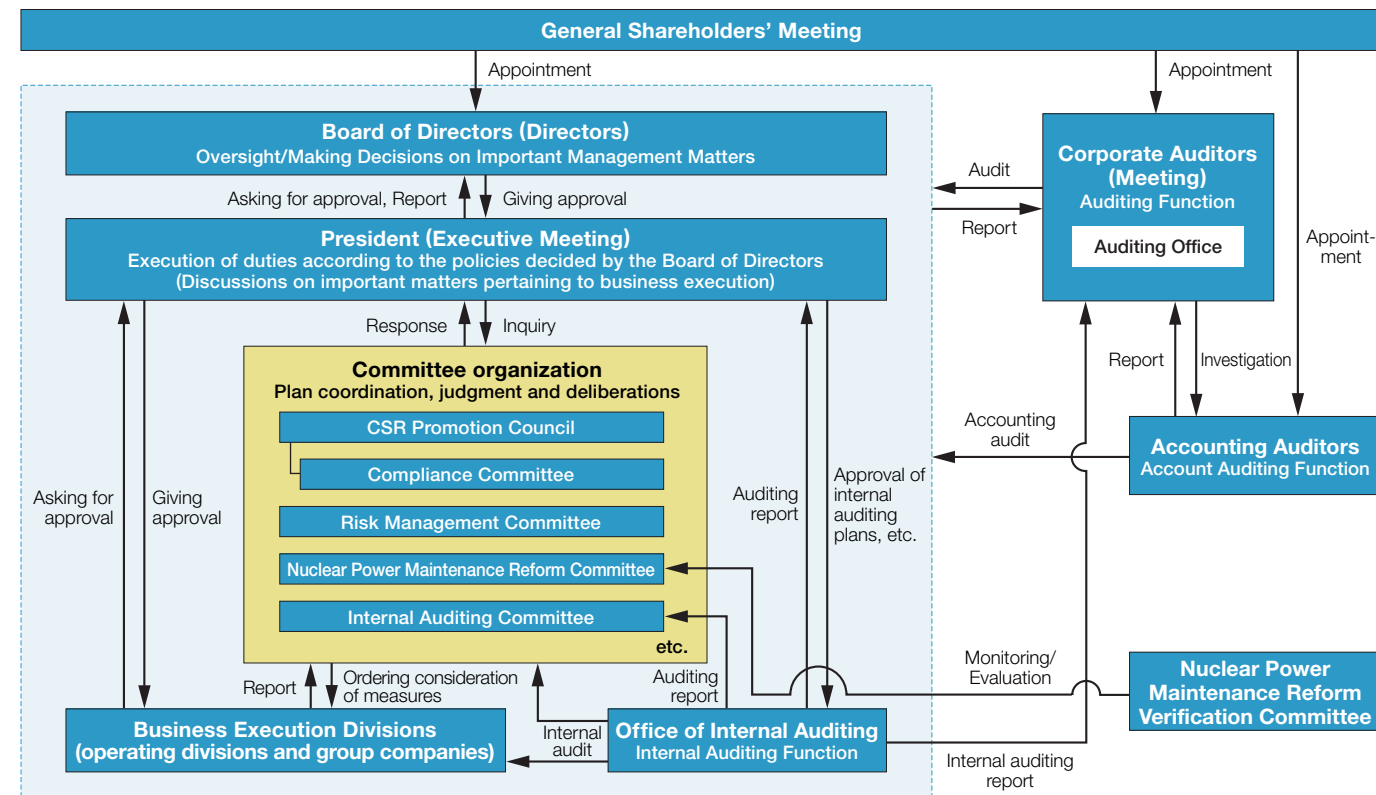 General Shareholders' Meeting
Appointment
Appointment
Board of Directors (Directors)
Oversight/Making Decisions on Important Management Matters
Corporate Auditors
(Meeting)
Auditing Function
Auditing Office
Audit
Report
Appoint-
ment
Asking for approval, Report
Giving approval
President (Executive Meeting)
Execution of duties according to the policies decided by the Board of Directors
(Discussions on important matters pertaining to business execution)
Response
Inquiry
Report
Investigation
Committee organization
Plan coordination, judgment and deliberations
CSR Promotion Council
Compliance Committee
Risk Management Committee
Nuclear Power Maintenance Reform Committee
Internal Auditing Committee
etc.
Accounting
audit
Accounting Auditors
Account Auditing Function
Asking for
approval
Giving
approval
Auditing
report
Approval of
internal
auditing
plans, etc.
Report
Ordering consideration
of measures
Auditing
report
Monitoring/
Evaluation
Nuclear Power
Maintenance Reform
Verification Committee
Business Execution Divisions
(operating divisions and group companies)
Internal
audit
Office of Internal Auditing
Internal Auditing Function
Internal auditing
report